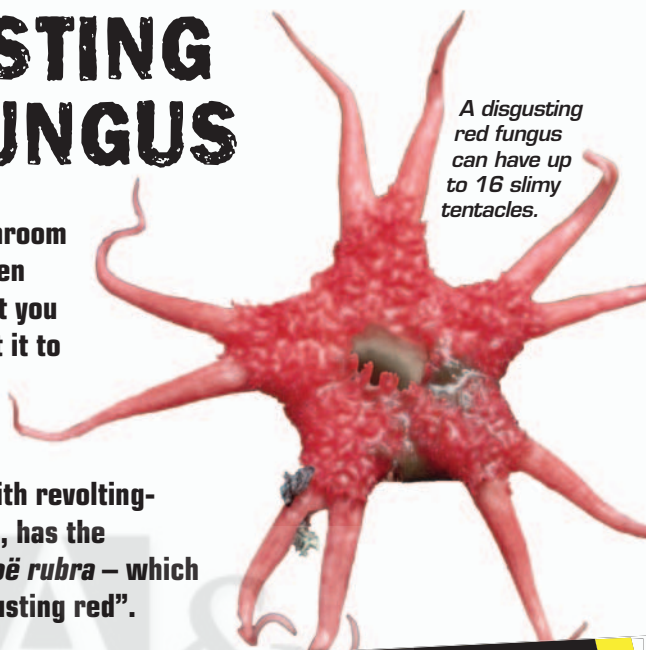 STING
UNGUS
A disgusting
red fungus
can have up
to 16 slimy
tentacles.
room
en
t you
t it to
ith revolting-
, has the
oë rubra – which
usting red”.
A &